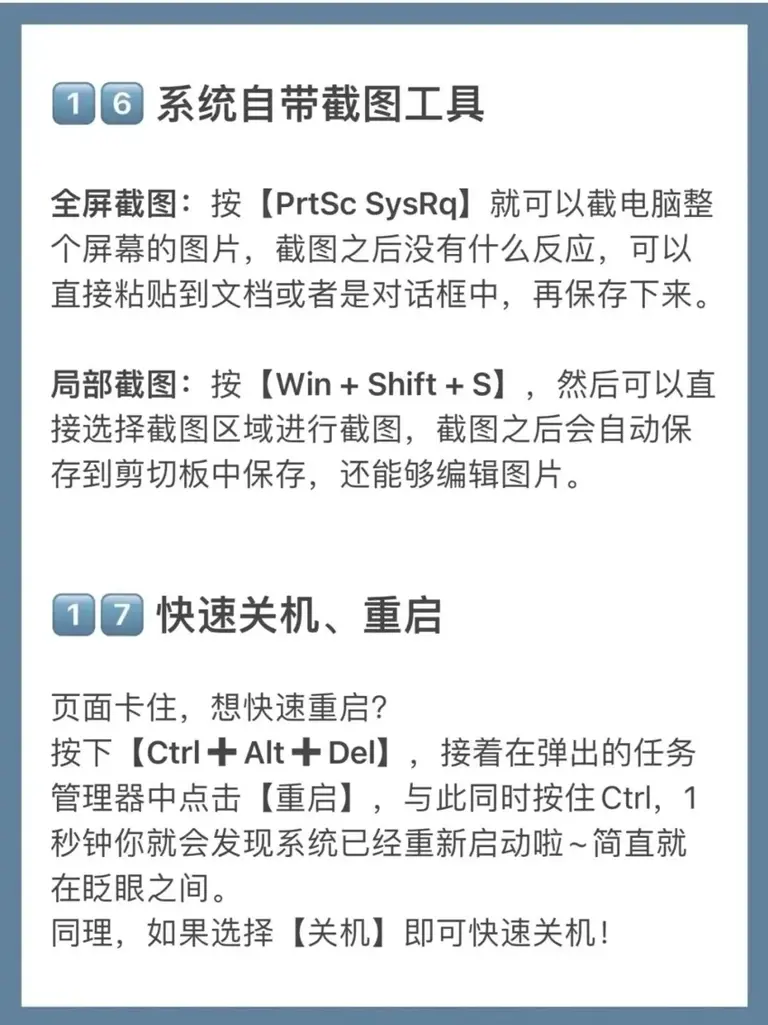 1️⃣6️⃣ 系统自带截图工具
全屏截图：按【PrtSc SysRq】就可以截电脑整
个屏幕的图片，截图之后没有什么反应，可以
直接粘贴到文档或者是对话框中，再保存下来。
局部截图：按【Win + Shift + S】，然后可以直
接选择截图区域进行截图，截图之后会自动保
存到剪切板中保存，还能够编辑图片。
1️⃣7️⃣ 快速关机、重启
页面卡住，想快速重启？
按下【Ctrl➕Alt➕Del】，接着在弹出的任务
管理器中点击【重启】，与此同时按住Ctrl，1
秒钟你就会发现系统已经重新启动啦~简直就
在眨眼之间。
同理，如果选择【关机】即可快速关机！